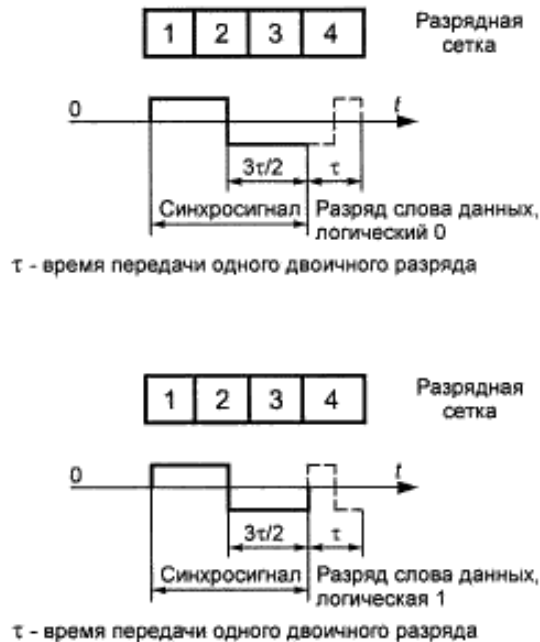 1 2 3 4
Разрядная
сетка
0
t
3τ/2
τ
Синхросигнал
Разряд слова данных,
логический 0
τ - время передачи одного двоичного разряда
1 2 3 4
Разрядная
сетка
0
t
3τ/2
τ
Синхросигнал
Разряд слова данных,
логическая 1
τ - время передачи одного двоичного разряда